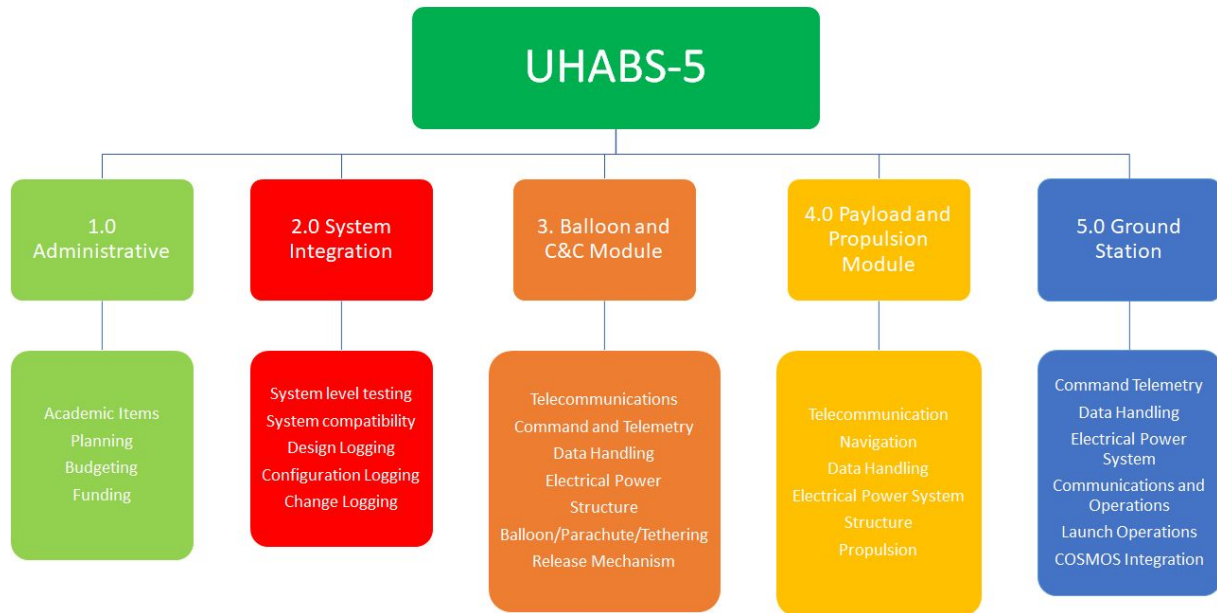 UHABS-5
1.0
Administrative
2.0 System
Integration
3. Balloon and
C&C Module
4.0 Payload and
Propulsion
Module
5.0 Ground
Station
Academic Items
Planning
Budgeting
Funding
System level testing
System compatibility
Design Logging
Configuration Logging
Change Logging
Telecommunications
Command and Telemetry
Data Handling
Electrical Power
Structure
Balloon/Parachute/Tethering
Release Mechanism
Telecommunication
Navigation
Data Handling
Electrical Power System
Structure
Propulsion
Command Telemetry
Data Handling
Electrical Power
System
Communications and
Operations
Launch Operations
COSMOS Integration